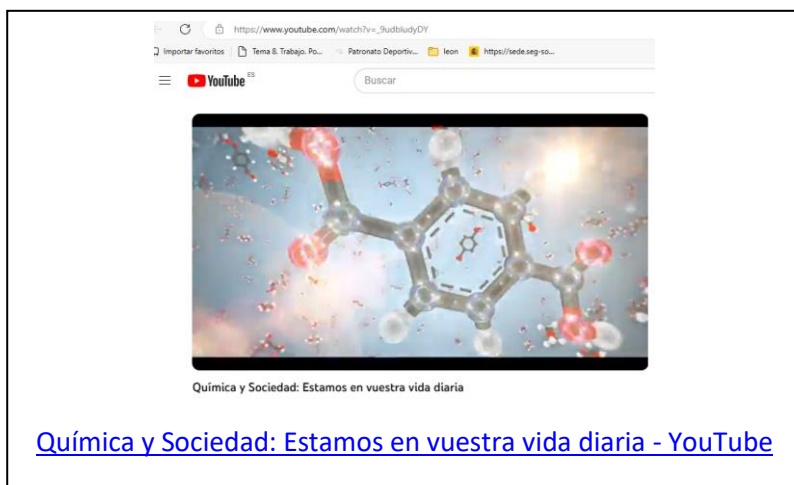 https://www.youtube.com/watch?v=_9udbludyDY
Importar favoritos Tema 8. Trabajo. Po... Patronato Deportiv... leon https://sede.seg-so...
YouTube ES
Buscar
Química y Sociedad: Estamos en vuestra vida diaria
Química y Sociedad: Estamos en vuestra vida diaria - YouTube